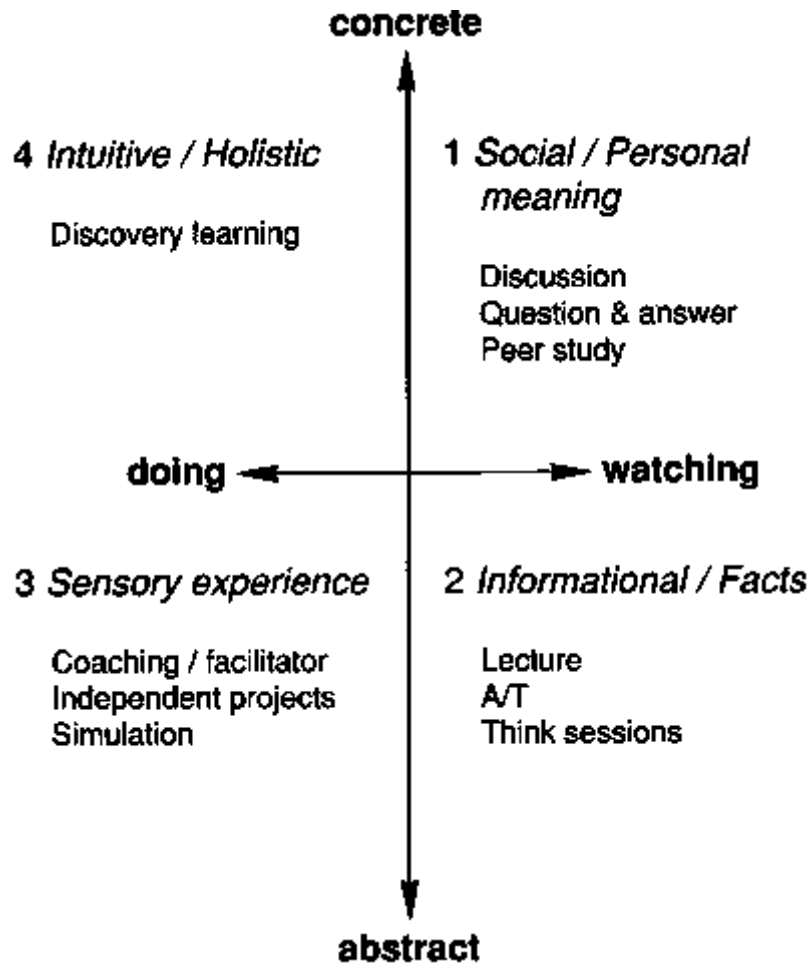 concrete
4 Intuitive / Holistic
Discovery learning
1 Social / Personal
meaning
Discussion
Question & answer
Peer study
doing
watching
3 Sensory experience
Coaching / facilitator
Independent projects
Simulation
2 Informational / Facts
Lecture
A/T
Think sessions
abstract